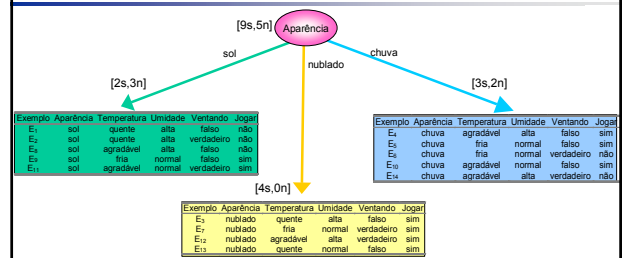 [9s,5n]
Aparência
sol
nublado
chuva
[2s,3n]
[3s,2n]
Exemplo Aparência Temperatura Umidade Ventando Jogar
E1 sol quente alta falso não
E2 sol quente alta verdadeiro não
E8 sol agradável alta falso não
E9 sol fria normal falso sim
E11 sol agradável normal verdadeiro sim
Exemplo Aparência Temperatura Umidade Ventando Jogar
E4 chuva agradável alta falso sim
E5 chuva fria normal falso sim
E6 chuva fria normal verdadeiro não
E10 chuva agradável normal falso sim
E14 chuva agradável alta verdadeiro não
[4s,0n]
Exemplo Aparência Temperatura Umidade Ventando Jogar
E3 nublado quente alta falso sim
E7 nublado fria normal verdadeiro sim
E12 nublado agradável alta verdadeiro sim
E13 nublado quente normal falso sim